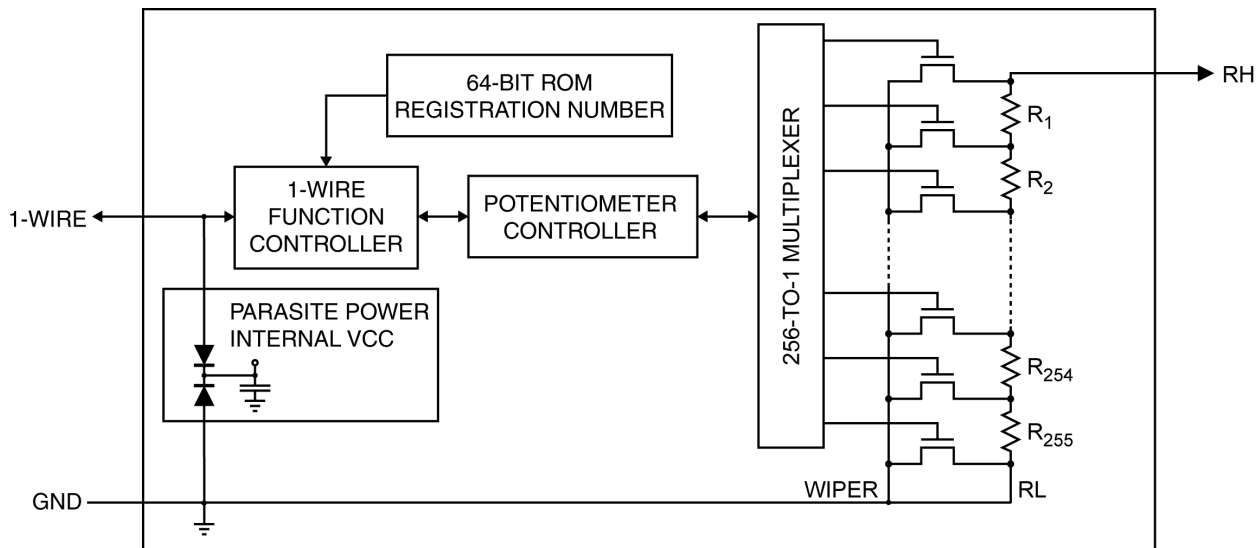 64-BIT ROM
REGISTRATION NUMBER
1-WIRE
1-WIRE
FUNCTION
CONTROLLER
POTENTIOMETER
CONTROLLER
PARASITE POWER
INTERNAL VCC
GND
256-TO-1 MULTIPLEXER
RH
R1
R2
R254
R255
WIPER
RL